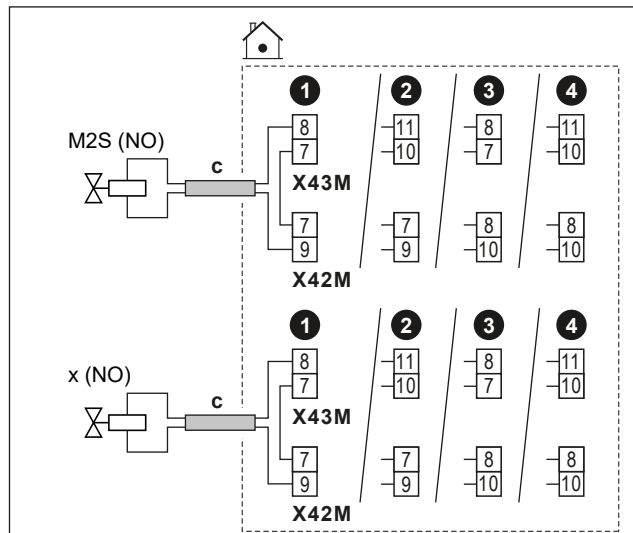 1 2 3 4
M2S (NO) 8 11 8 11
c 7 10 7 10
X43M
7 7 8 8
9 9 10 10
X42M
1 2 3 4
x (NO) 8 11 8 11
c 7 10 7 10
X43M
7 7 8 8
9 9 10 10
X42M